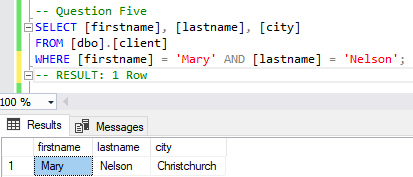 -- Question Five
SELECT [firstname], [lastname], [city]
FROM [dbo].[client]
WHERE [firstname] = 'Mary' AND [lastname] = 'Nelson';
-- RESULT: 1 Row
100 %
Results Messages
firstname lastname city
1 Mary Nelson Christchurch